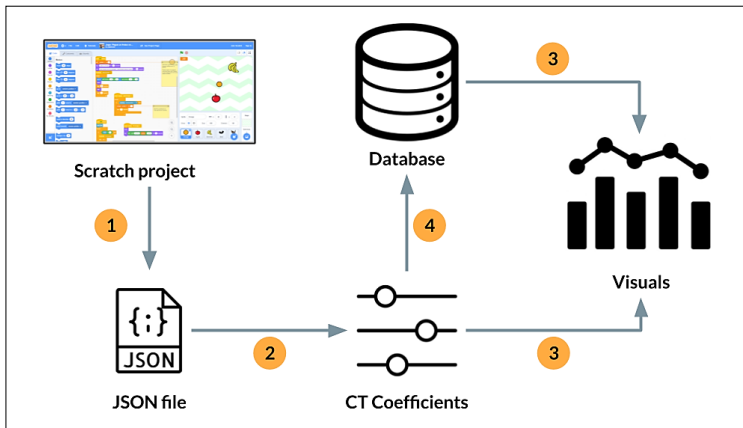 Scratch project
1
{;}
JSON
JSON file
2
CT Coefficients
4
Database
3
3
Visuals